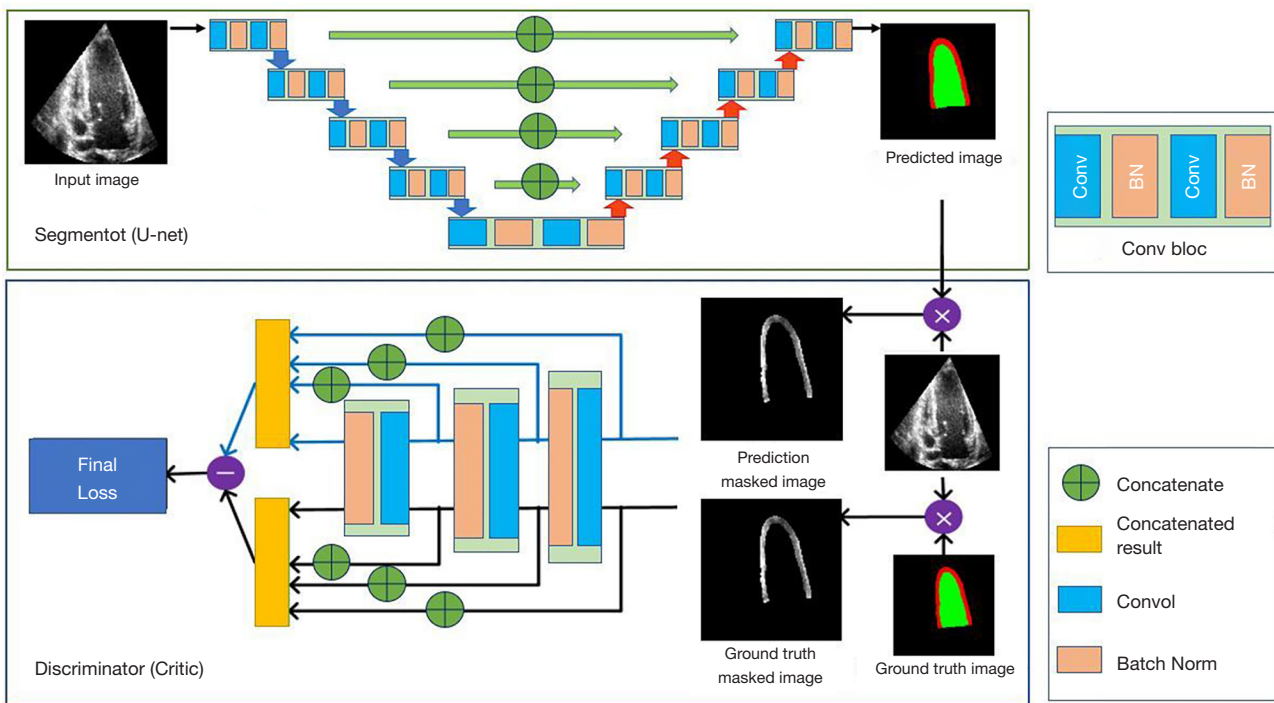 Input image
Segmentot (U-net)
Predicted image
Conv
BN
Conv
BN
Conv bloc
Final
Loss
Prediction
masked image
Ground truth
masked image
Ground truth image
Discriminator (Critic)
Concatenate
Concatenated
result
Convol
Batch Norm